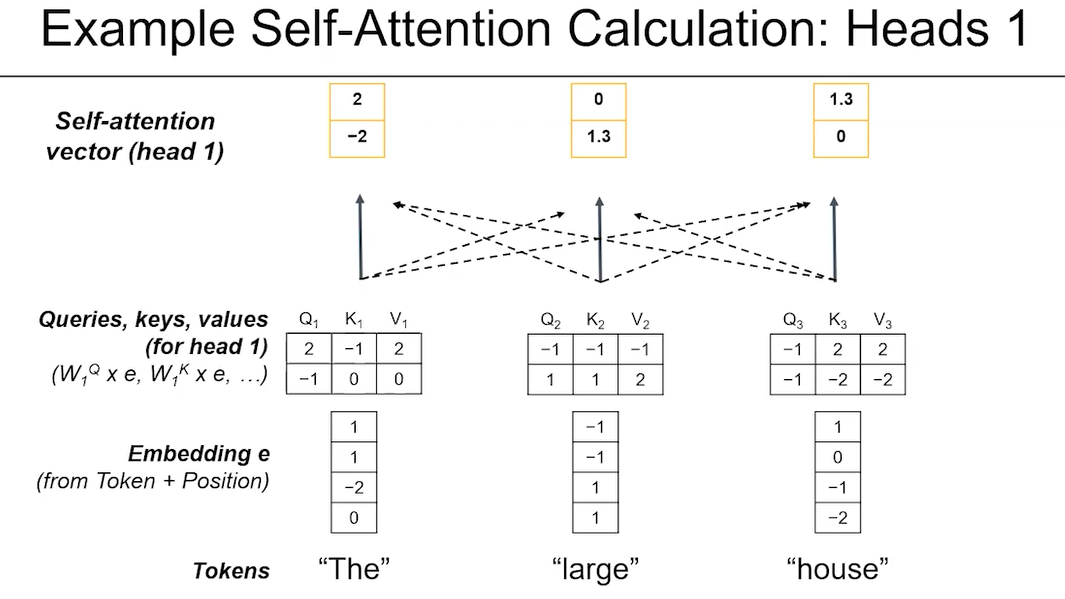 Example Self-Attention Calculation: Heads 1
Self-attention
vector (head 1)
2 0 1.3
−2 1.3 0
Queries, keys, values
(for head 1)
(W₁Q x e, W₁K x e, …)
Q₁ K₁ V₁ Q₂ K₂ V₂ Q₃ K₃ V₃
2 −1 2 −1 −1 −1 −1 2 2
−1 0 0 1 1 2 −1 −2 −2
Embedding e
(from Token + Position)
1 −1 1
1 −1 0
−2 1 −1
0 1 −2
Tokens “The” “large” “house”